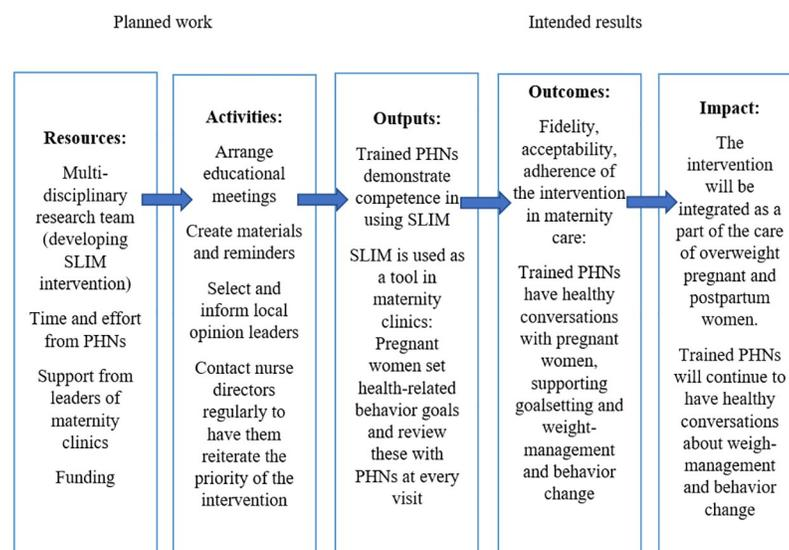 Planned work
Intended results
Resources:
Multi-
disciplinary
research team
(developing
SLIM
intervention)
Time and effort
from PHNs
Support from
leaders of
maternity
clinics
Funding
Activities:
Arrange
educational
meetings
Create materials
and reminders
Select and
inform local
opinion leaders
Contact nurse
directors
regularly to
have them
reiterate the
priority of the
intervention
Outputs:
Trained PHNs
demonstrate
competence in
using SLIM
SLIM is used as
a tool in
maternity
clinics:
Pregnant
women set
health-related
behavior goals
and review
these with
PHNs at every
visit
Outcomes:
Fidelity,
acceptability,
adherence of
the intervention
in maternity
care:
Trained PHNs
have healthy
conversations
with pregnant
women,
supporting
goalsetting and
weight-
management
and behavior
change
Impact:
The
intervention
will be
integrated as a
part of the care
of overweight
pregnant and
postpartum
women.
Trained PHNs
will continue to
have healthy
conversations
about weigh-
management
and behavior
change